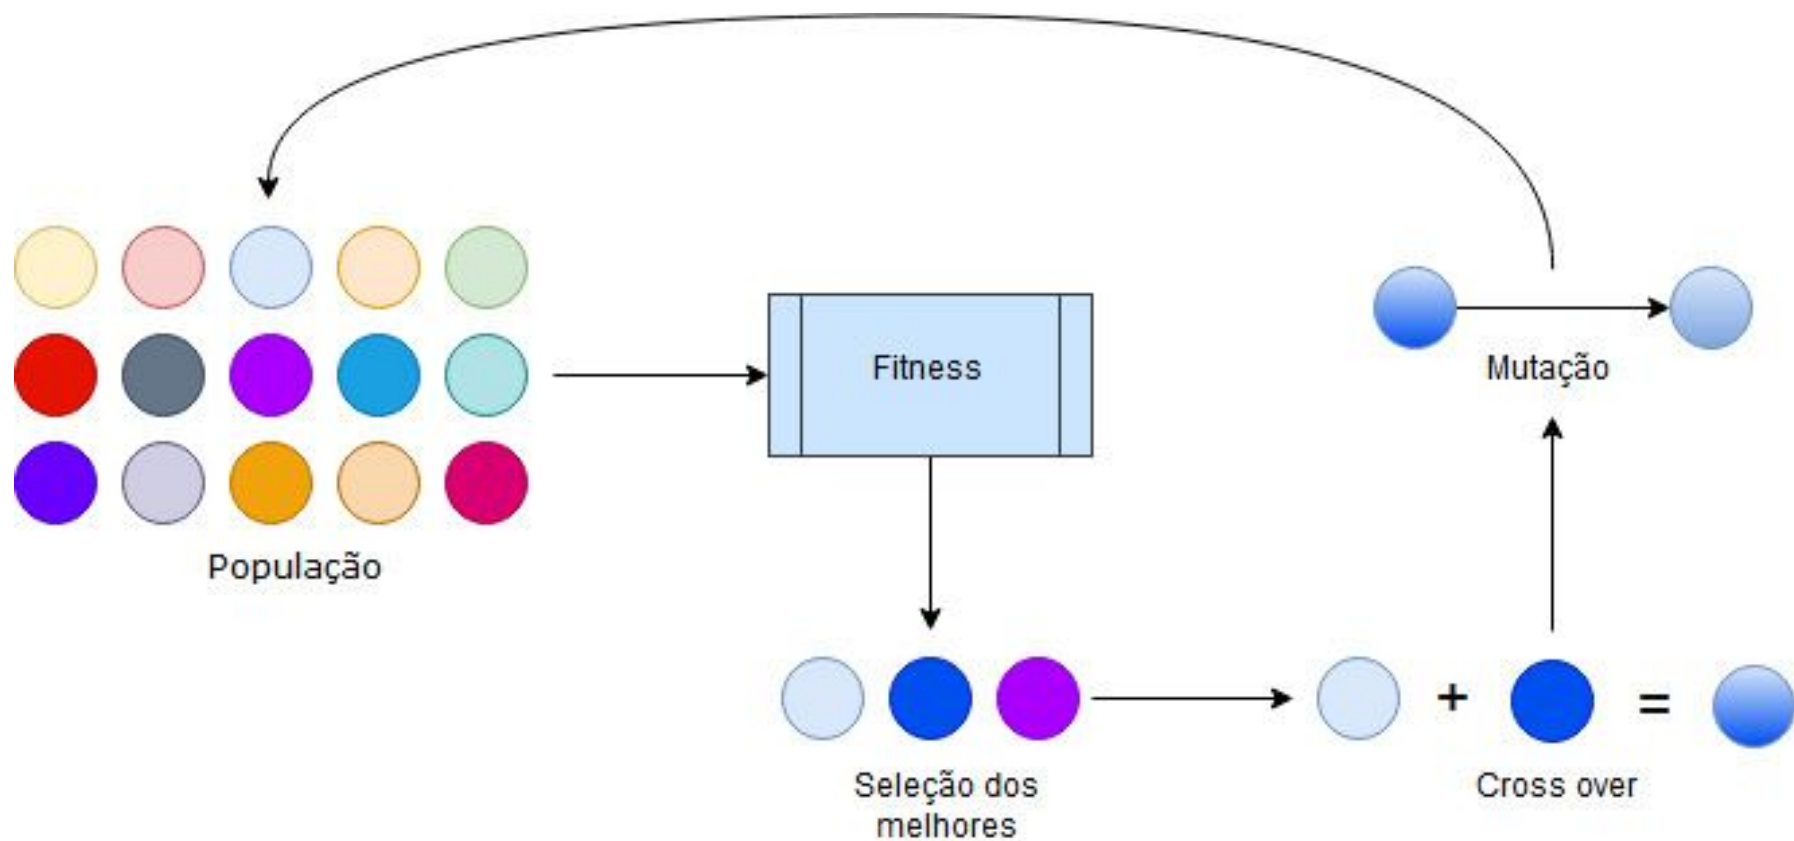 Fitness
Mutação
População
+
=
Seleção dos
melhores
Cross over